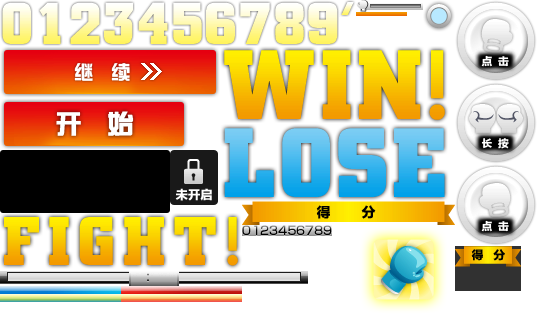 0123456789′
继 续
WIN!
点 击
开 始
长 按
LOSE
未开启
点 击
得 分
FIGHT!
0123456789
:
得 分